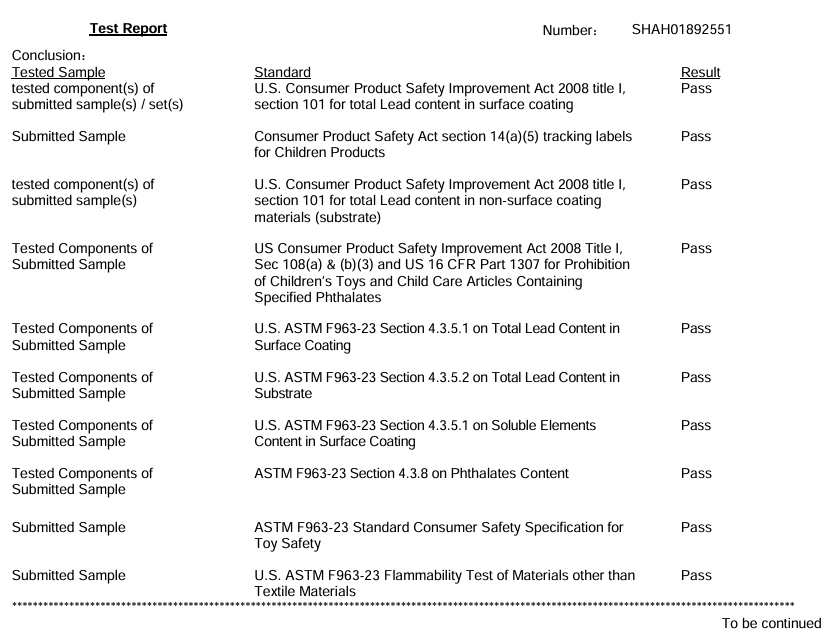 Test Report
Number: SHAH01892551
Conclusion:
Tested Sample Standard Result
tested component(s) of U.S. Consumer Product Safety Improvement Act 2008 title I, Pass
submitted sample(s) / set(s) section 101 for total Lead content in surface coating
Submitted Sample Consumer Product Safety Act section 14(a)(5) tracking labels Pass
for Children Products
tested component(s) of U.S. Consumer Product Safety Improvement Act 2008 title I, Pass
submitted sample(s) section 101 for total Lead content in non-surface coating
materials (substrate)
Tested Components of US Consumer Product Safety Improvement Act 2008 Title I, Pass
Submitted Sample Sec 108(a) & (b)(3) and US 16 CFR Part 1307 for Prohibition
of Children's Toys and Child Care Articles Containing
Specified Phthalates
Tested Components of U.S. ASTM F963-23 Section 4.3.5.1 on Total Lead Content in Pass
Submitted Sample Surface Coating
Tested Components of U.S. ASTM F963-23 Section 4.3.5.2 on Total Lead Content in Pass
Submitted Sample Substrate
Tested Components of U.S. ASTM F963-23 Section 4.3.5.1 on Soluble Elements Pass
Submitted Sample Content in Surface Coating
Tested Components of ASTM F963-23 Section 4.3.8 on Phthalates Content Pass
Submitted Sample
Submitted Sample ASTM F963-23 Standard Consumer Safety Specification for Pass
Toy Safety
Submitted Sample U.S. ASTM F963-23 Flammability Test of Materials other than Pass
Textile Materials
To be continued